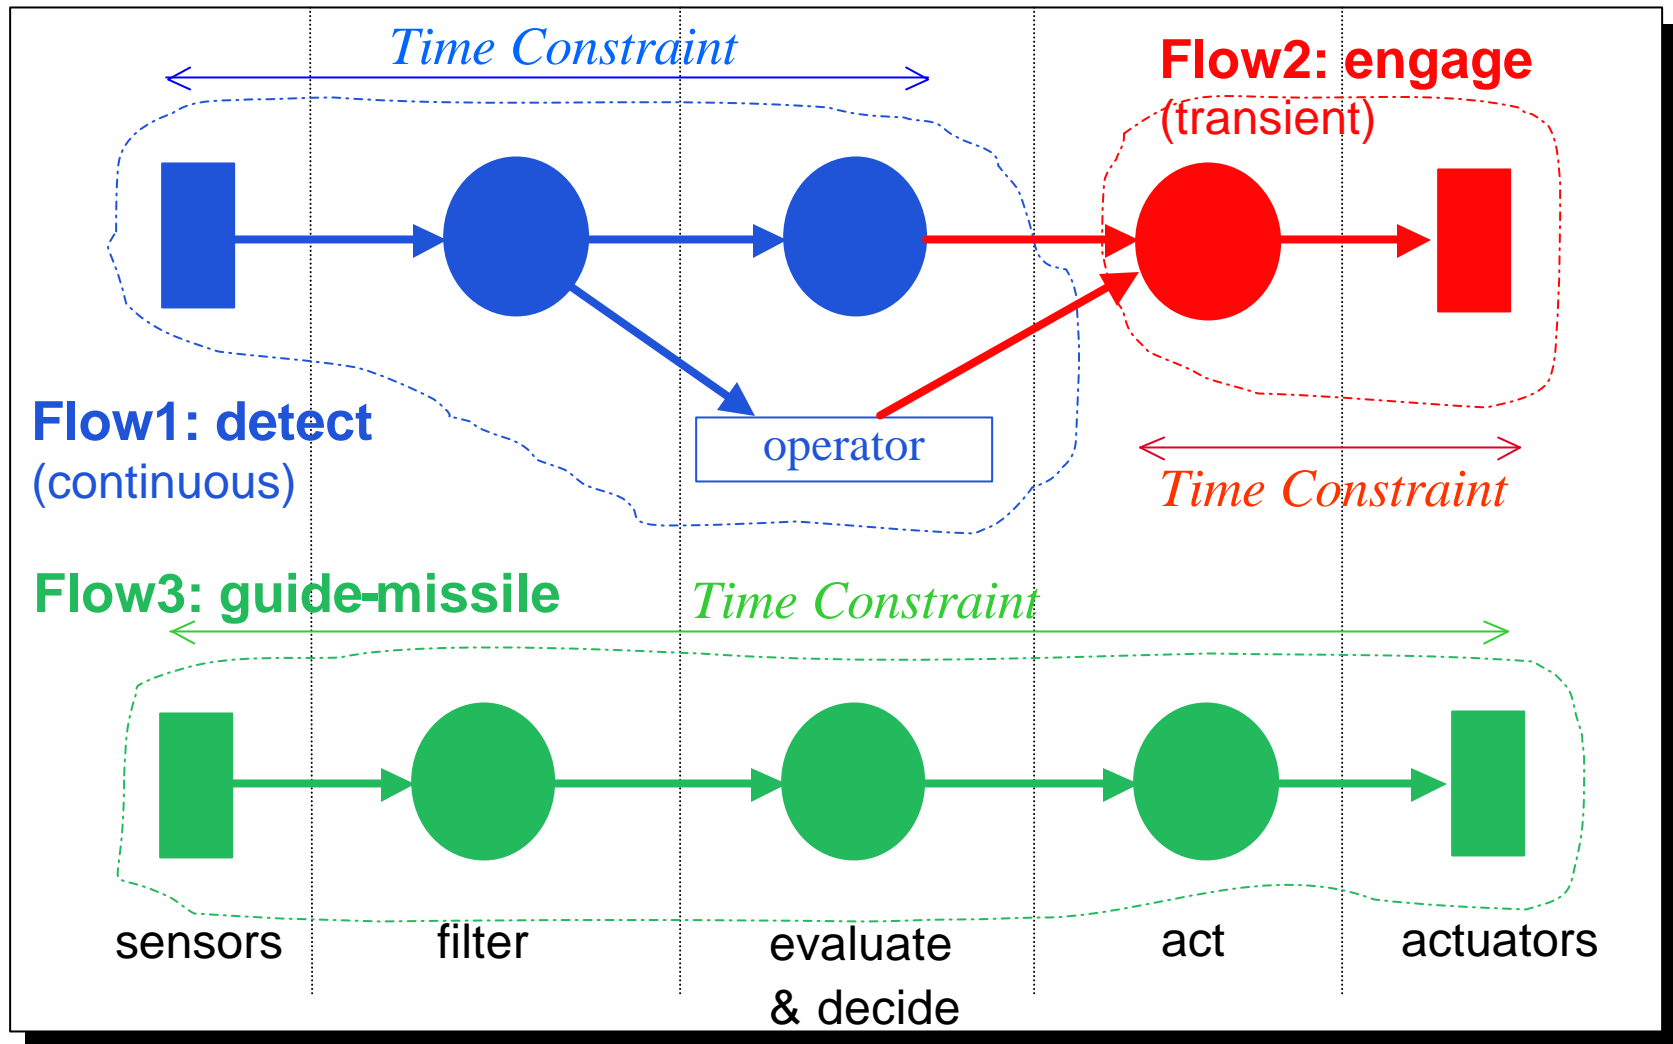 Time Constraint
Flow2: engage
(transient)
Flow1: detect
(continuous)
operator
Time Constraint
Flow3: guide-missile
Time Constraint
sensors
filter
evaluate
& decide
act
actuators